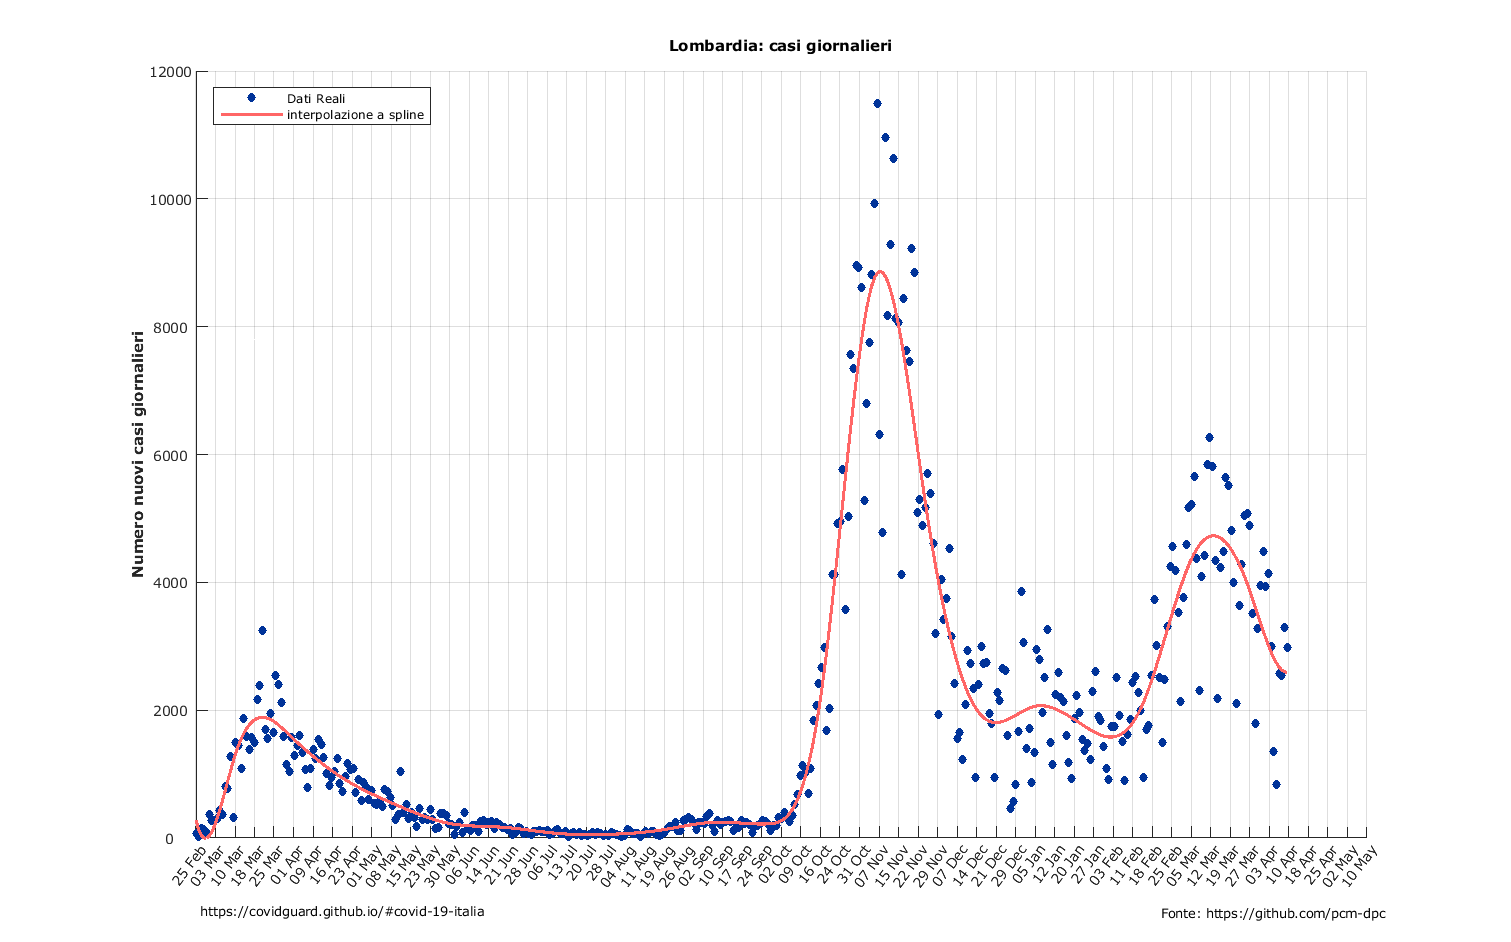 Lombardia: casi giornalieri
12000
10000
8000
6000
4000
2000
0
Numero nuovi casi giornalieri
Dati Reali
interpolazione a spline
25 Feb
03 Mar
10 Mar
18 Mar
25 Mar
01 Apr
09 Apr
16 Apr
23 Apr
01 May
08 May
15 May
23 May
30 May
06 Jun
14 Jun
21 Jun
28 Jun
06 Jul
13 Jul
20 Jul
28 Jul
04 Aug
11 Aug
19 Aug
26 Aug
02 Sep
10 Sep
17 Sep
24 Sep
02 Oct
09 Oct
16 Oct
24 Oct
31 Oct
07 Nov
15 Nov
22 Nov
29 Nov
07 Dec
14 Dec
21 Dec
29 Dec
05 Jan
12 Jan
20 Jan
27 Jan
03 Feb
11 Feb
18 Feb
25 Feb
05 Mar
12 Mar
19 Mar
27 Mar
03 Apr
10 Apr
18 Apr
25 Apr
02 May
10 May
https://covidguard.github.io/#covid-19-italia
Fonte: https://github.com/pcm-dpc